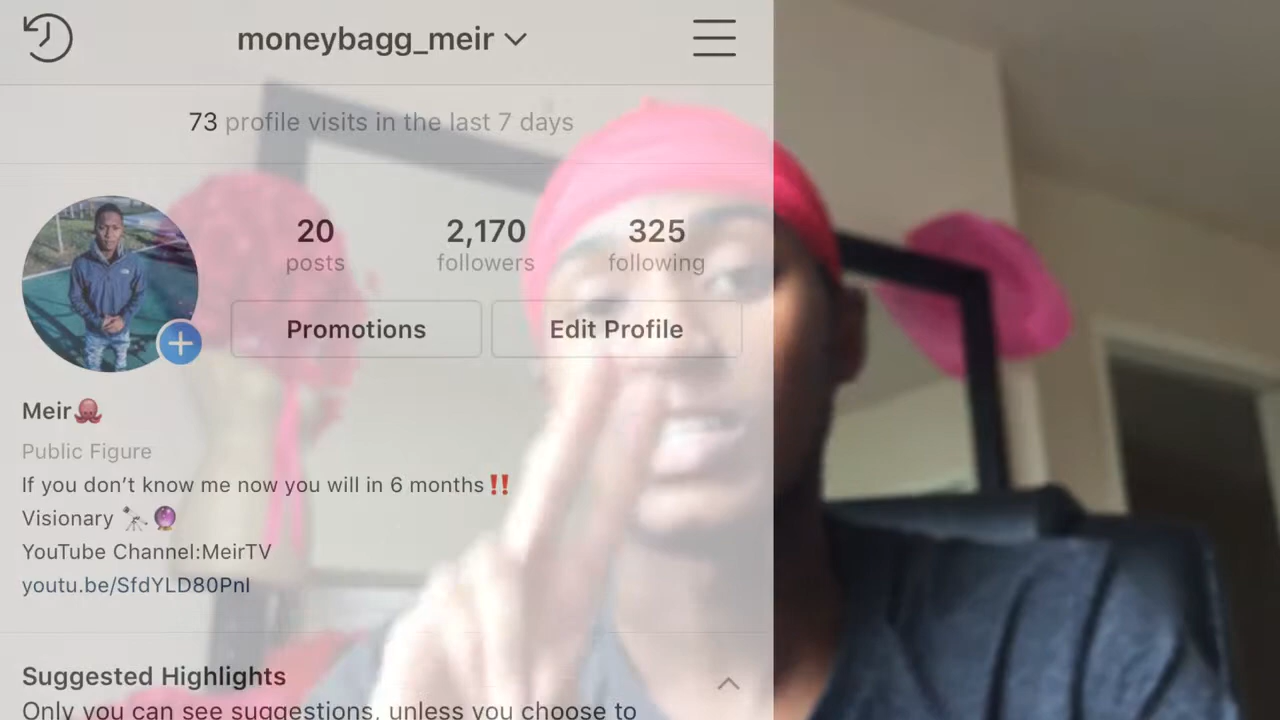 moneybagg_meir
73 profile visits in the last 7 days
20 2,170 325
posts followers following
Promotions Edit Profile
Meir🐙
Public Figure
If you don’t know me now you will in 6 months‼️
Visionary 🔭🔮
YouTube Channel:MeirTV
youtu.be/SfdYLD80PnI
Suggested Highlights
Only you can see suggestions, unless you choose to